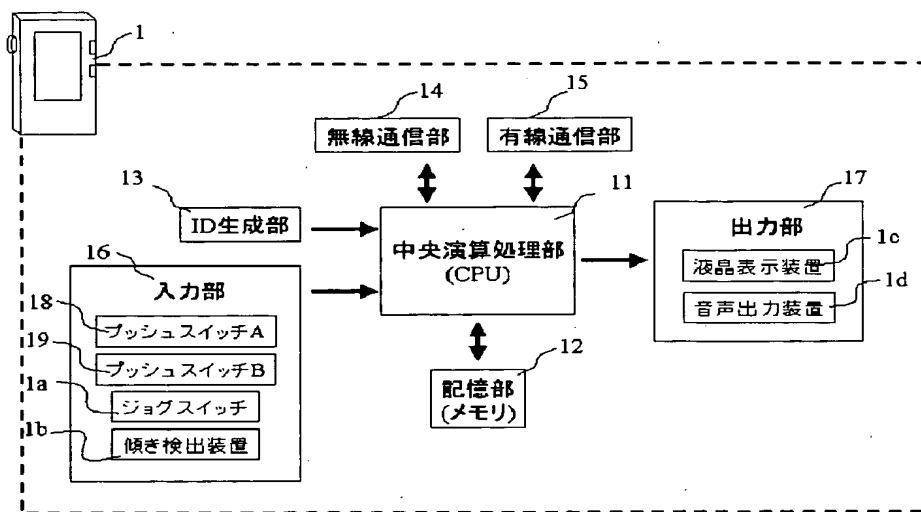 1
14
15
無線通信部
有線通信部
13
ID生成部
11
中央演算処理部
(CPU)
17
出力部
液晶表示装置
1c
音声出力装置
1d
16
入力部
18
プッシュスイッチA
19
プッシュスイッチB
1a
ジョグスイッチ
1b
傾き検出装置
12
記憶部
(メモリ)